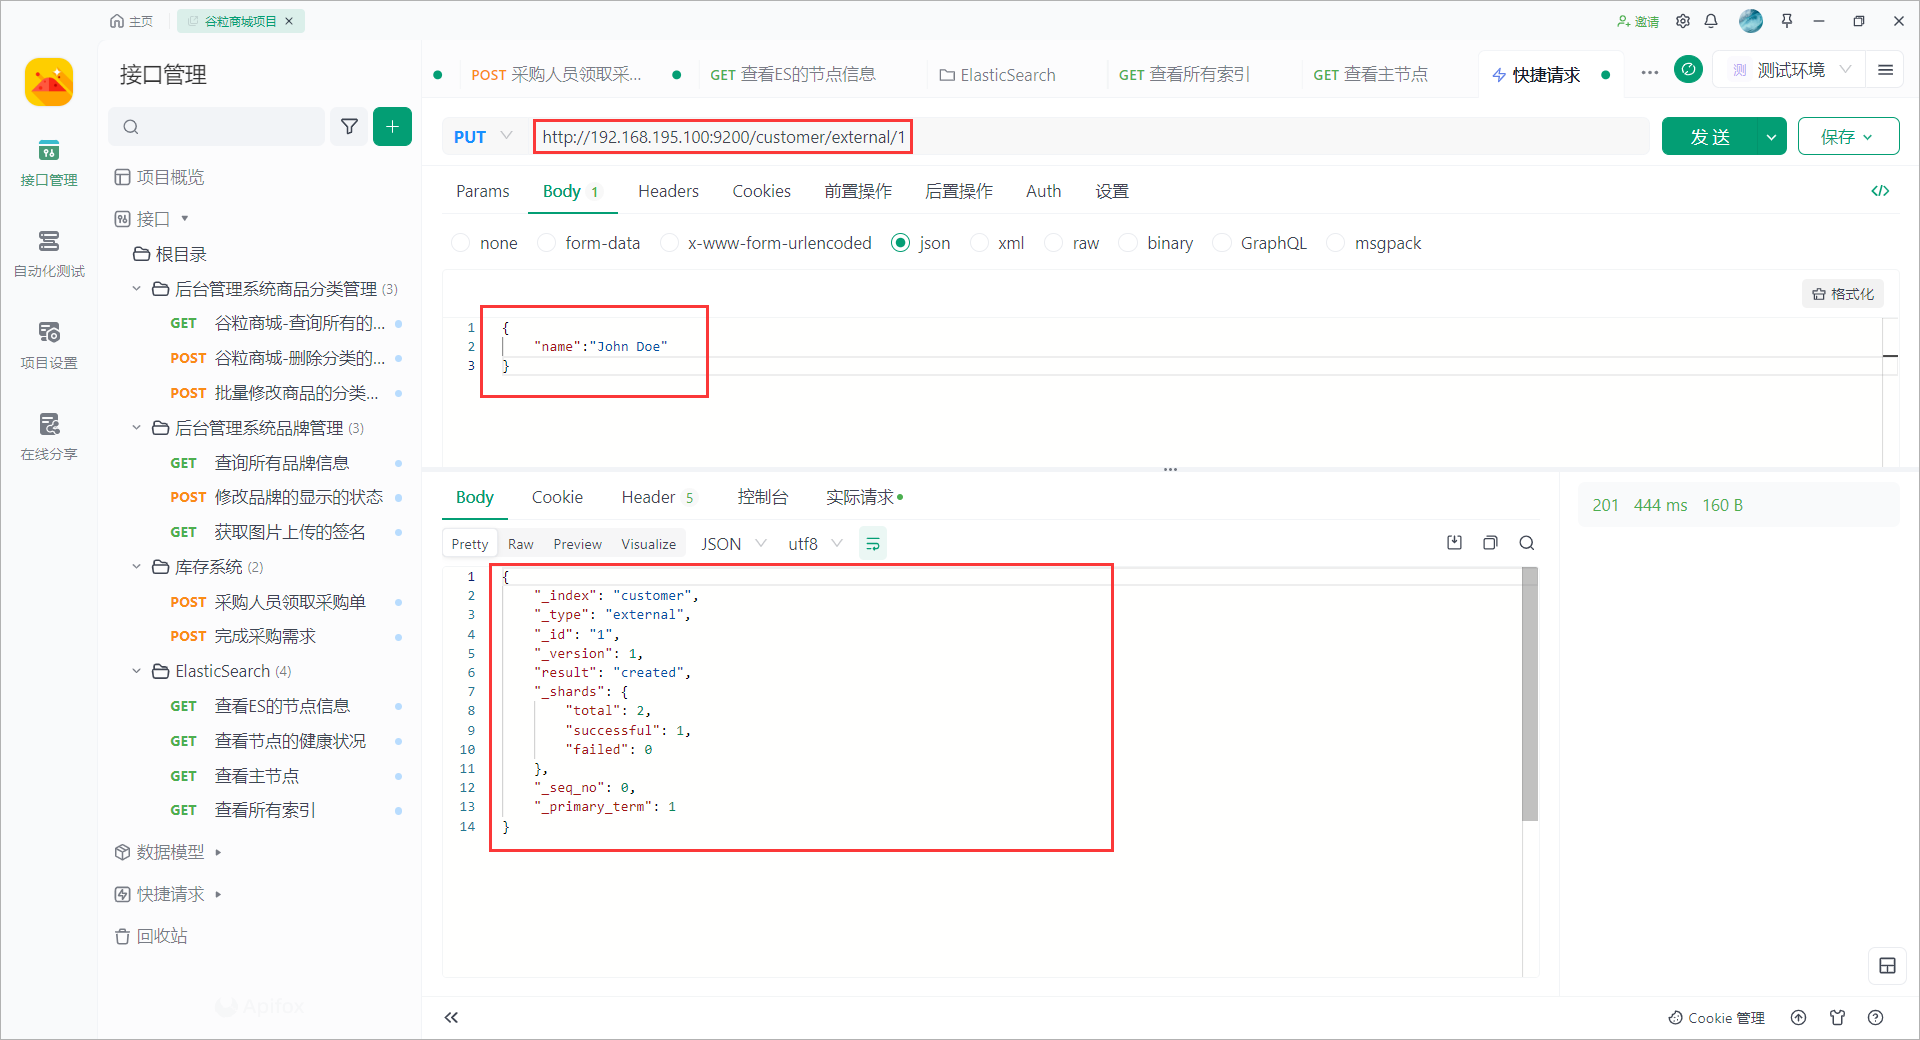 主页
谷粒商城项目
邀请
接口管理
自动化测试
项目设置
在线分享
接口管理
项目概览
接口
根目录
后台管理系统商品分类管理 (3)
GET 谷粒商城-查询所有的...
POST 谷粒商城-删除分类的...
POST 批量修改商品的分类...
后台管理系统品牌管理 (3)
GET 查询所有品牌信息
POST 修改品牌的显示的状态
GET 获取图片上传的签名
库存系统 (2)
POST 采购人员领取采购单
POST 完成采购需求
ElasticSearch (4)
GET 查看ES的节点信息
GET 查看节点的健康状况
GET 查看主节点
GET 查看所有索引
数据模型
快捷请求
回收站
Apifox
POST 采购人员领取采...
GET 查看ES的节点信息
ElasticSearch
GET 查看所有索引
GET 查看主节点
快捷请求
测 测试环境
PUT http://192.168.195.100:9200/customer/external/1
发 送
保存
Params Body 1 Headers Cookies 前置操作 后置操作 Auth 设置
none form-data x-www-form-urlencoded json xml raw binary GraphQL msgpack
格式化
1 {
2 "name":"John Doe"
3 }
Body Cookie Header 5 控制台 实际请求
201 444 ms 160 B
Pretty Raw Preview Visualize JSON utf8
1 {
2 "_index": "customer",
3 "_type": "external",
4 "_id": "1",
5 "_version": 1,
6 "result": "created",
7 "_shards": {
8 "total": 2,
9 "successful": 1,
10 "failed": 0
11 },
12 "_seq_no": 0,
13 "_primary_term": 1
14 }
Cookie 管理